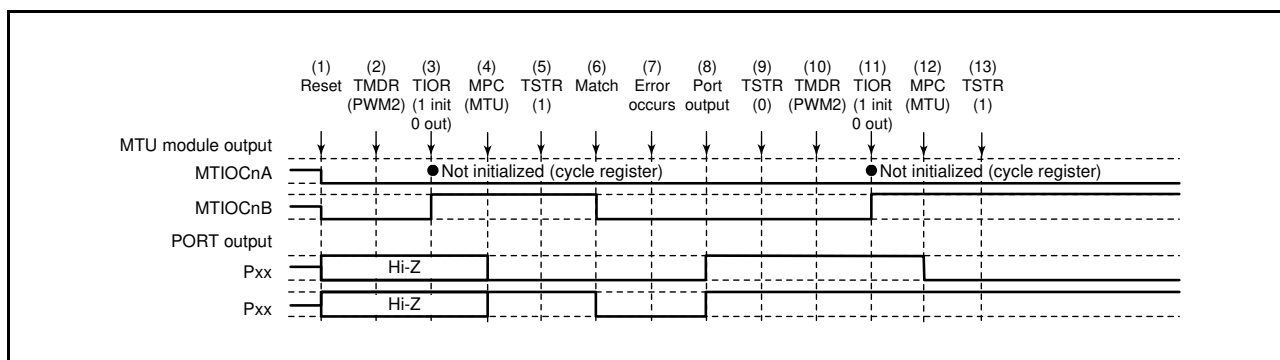 (1) (2) (3) (4) (5) (6) (7) (8) (9) (10) (11) (12) (13)
Reset TMDR TIOR MPC TSTR Match Error Port TSTR TMDR TIOR MPC TSTR
(PWM2) (1 init (MTU) (1) occurs output (0) (PWM2) (1 init (MTU) (1)
0 out) 0 out)
MTU module output
MTIOCnA Not initialized (cycle register) Not initialized (cycle register)
MTIOCnB
PORT output
Pxx Hi-Z
Pxx Hi-Z